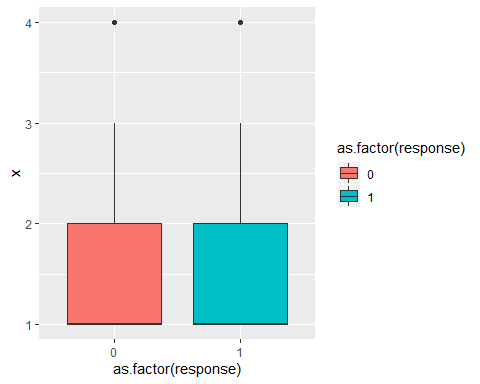 4
3
2
1
x
0
1
as.factor(response)
as.factor(response)
0
1